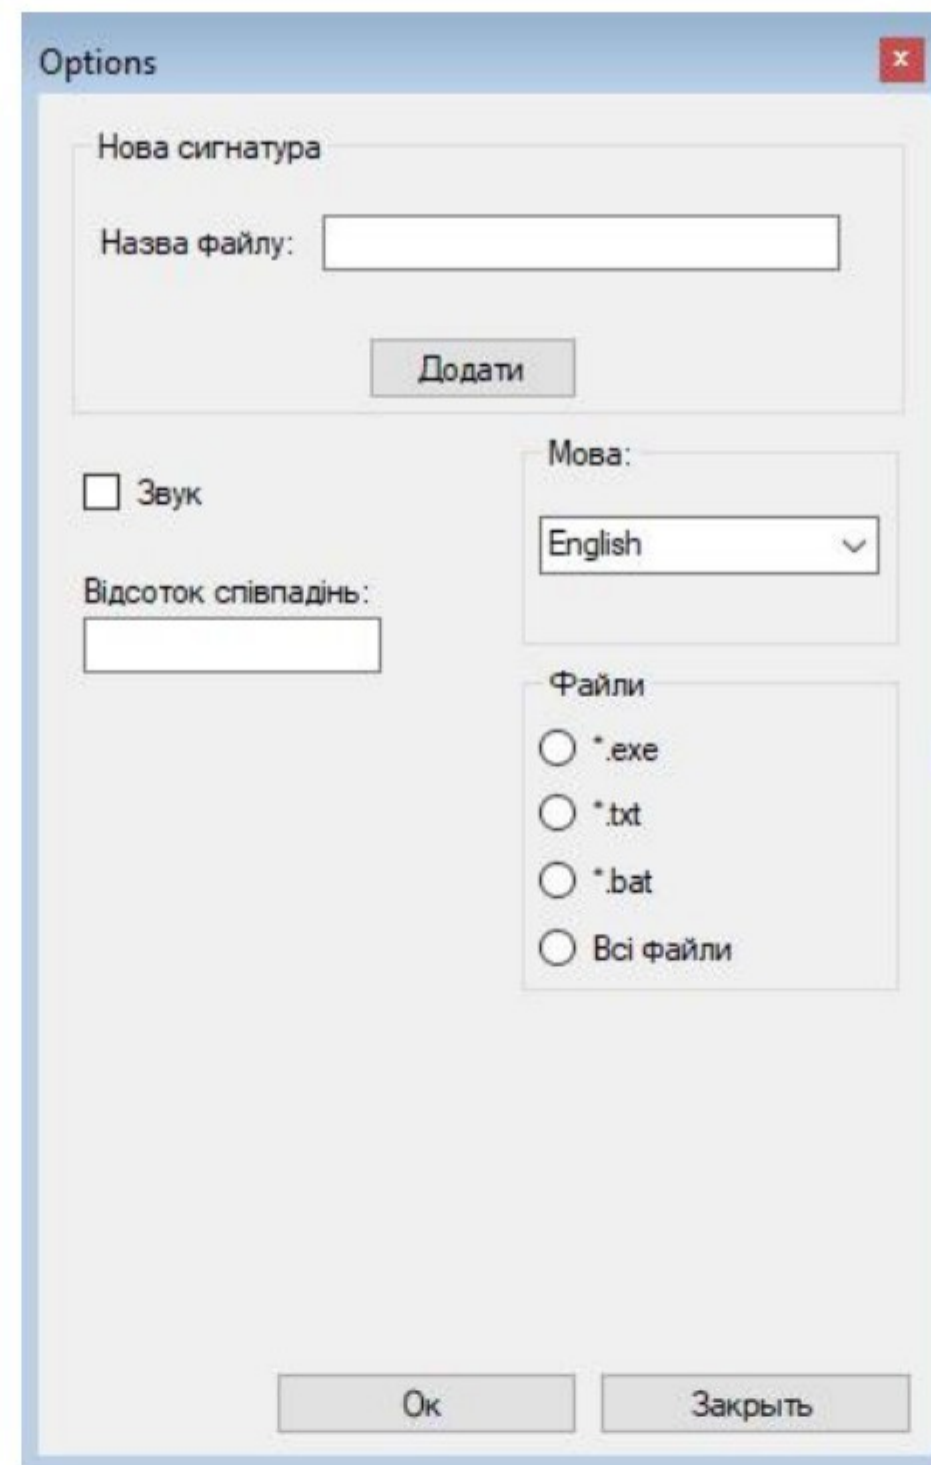 Options
x
Нова сигнатура
Назва файлу:
Додати
Звук
Відсоток співпадінь:
Мова:
English
Файли
*.exe
*.txt
*.bat
Всі файли
Ок
Закрыть